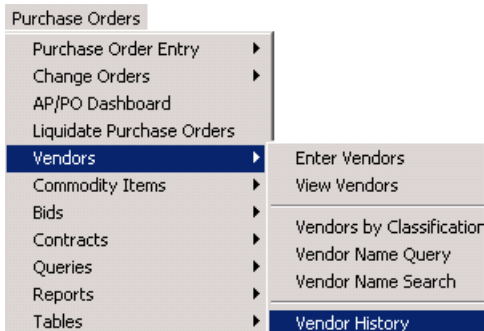 Purchase Orders
Purchase Order Entry
Change Orders
AP/PO Dashboard
Liquidate Purchase Orders
Vendors
Commodity Items
Bids
Contracts
Queries
Reports
Tables
Enter Vendors
View Vendors
Vendors by Classification
Vendor Name Query
Vendor Name Search
Vendor History